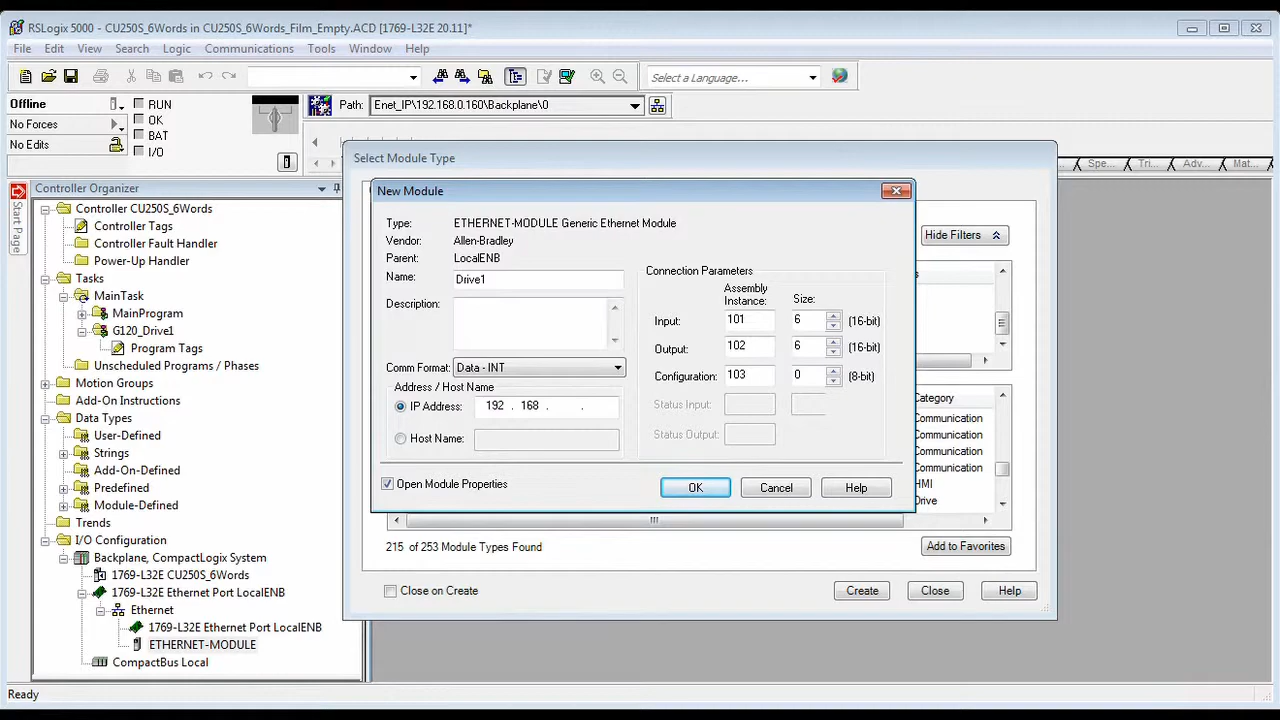 RSLogix 5000 - CU250S_6Words in CU250S_6Words_Film_Empty.ACD [1769-L32E 20.11]*
File Edit View Search Logic Communications Tools Window Help
Select a Language...
Offline
RUN
No Forces
OK
No Edits
BAT
I/O
Path: Enet_IP\192.168.0.160\Backplane\0
Spe...
Tri...
Adv...
Mat...
Start Page
Controller Organizer
Controller CU250S_6Words
Controller Tags
Controller Fault Handler
Power-Up Handler
Tasks
MainTask
MainProgram
G120_Drive1
Program Tags
Unscheduled Programs / Phases
Motion Groups
Add-On Instructions
Data Types
User-Defined
Strings
Add-On-Defined
Predefined
Module-Defined
Trends
I/O Configuration
Backplane, CompactLogix System
1769-L32E CU250S_6Words
1769-L32E Ethernet Port LocalENB
Ethernet
1769-L32E Ethernet Port LocalENB
ETHERNET-MODULE
CompactBus Local
Select Module Type
Hide Filters
Category
Communication
Communication
Communication
Communication
HMI
Drive
215 of 253 Module Types Found
Add to Favorites
Close on Create
Create
Close
Help
New Module
Type: ETHERNET-MODULE Generic Ethernet Module
Vendor: Allen-Bradley
Parent: LocalENB
Name: Drive1
Description:
Comm Format: Data - INT
Address / Host Name
IP Address: 192 . 168 . .
Host Name:
Connection Parameters
Assembly Instance:
Size:
Input: 101 6 (16-bit)
Output: 102 6 (16-bit)
Configuration: 103 0 (8-bit)
Status Input:
Status Output:
Open Module Properties
OK
Cancel
Help
Ready